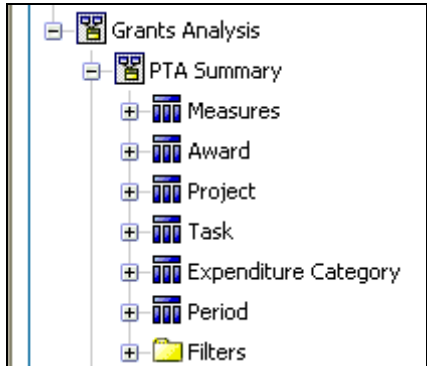 Grants Analysis
PTA Summary
Measures
Award
Project
Task
Expenditure Category
Period
Filters